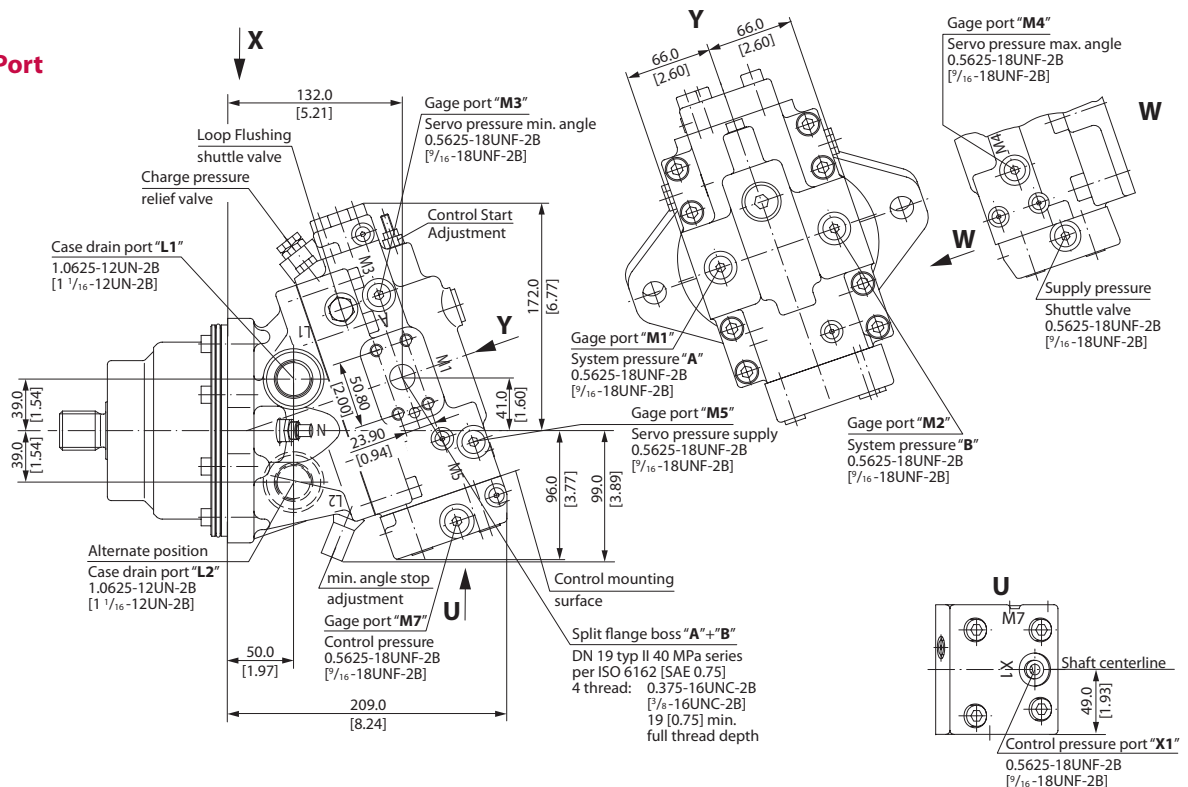 Port
X
132.0
[5.21]
Gage port "M3"
Servo pressure min. angle
0.5625-18UNF-2B
[9/16-18UNF-2B]
Loop Flushing
shuttle valve
Charge pressure
relief valve
Control Start
Adjustment
Case drain port "L1"
1.0625-12UN-2B
[1 1/16-12UN-2B]
172.0
[6.77]
M3
L1
Y
M1
50.80
[2.00]
41.0
[1.60]
39.0
[1.54]
39.0
[1.54]
N
23.90
[0.94]
M5
L2
96.0
[3.77]
99.0
[3.89]
Alternate position
Case drain port "L2"
1.0625-12UN-2B
[1 1/16-12UN-2B]
min. angle stop
adjustment
U
Control mounting
surface
Gage port "M7"
Control pressure
0.5625-18UNF-2B
[9/16-18UNF-2B]
50.0
[1.97]
209.0
[8.24]
Split flange boss "A"+"B"
DN 19 typ II 40 MPa series
per ISO 6162 [SAE 0.75]
4 thread: 0.375-16UNC-2B
[3/8-16UNC-2B]
19 [0.75] min.
full thread depth
Y
66.0
[2.60]
66.0
[2.60]
W
Gage port "M1"
System pressure "A"
0.5625-18UNF-2B
[9/16-18UNF-2B]
Gage port "M5"
Servo pressure supply
0.5625-18UNF-2B
[9/16-18UNF-2B]
Gage port "M2"
System pressure "B"
0.5625-18UNF-2B
[9/16-18UNF-2B]
Gage port "M4"
Servo pressure max. angle
0.5625-18UNF-2B
[9/16-18UNF-2B]
W
M4
Supply pressure
Shuttle valve
0.5625-18UNF-2B
[9/16-18UNF-2B]
U
M7
X1
Shaft centerline
49.0
[1.93]
Control pressure port "X1"
0.5625-18UNF-2B
[9/16-18UNF-2B]